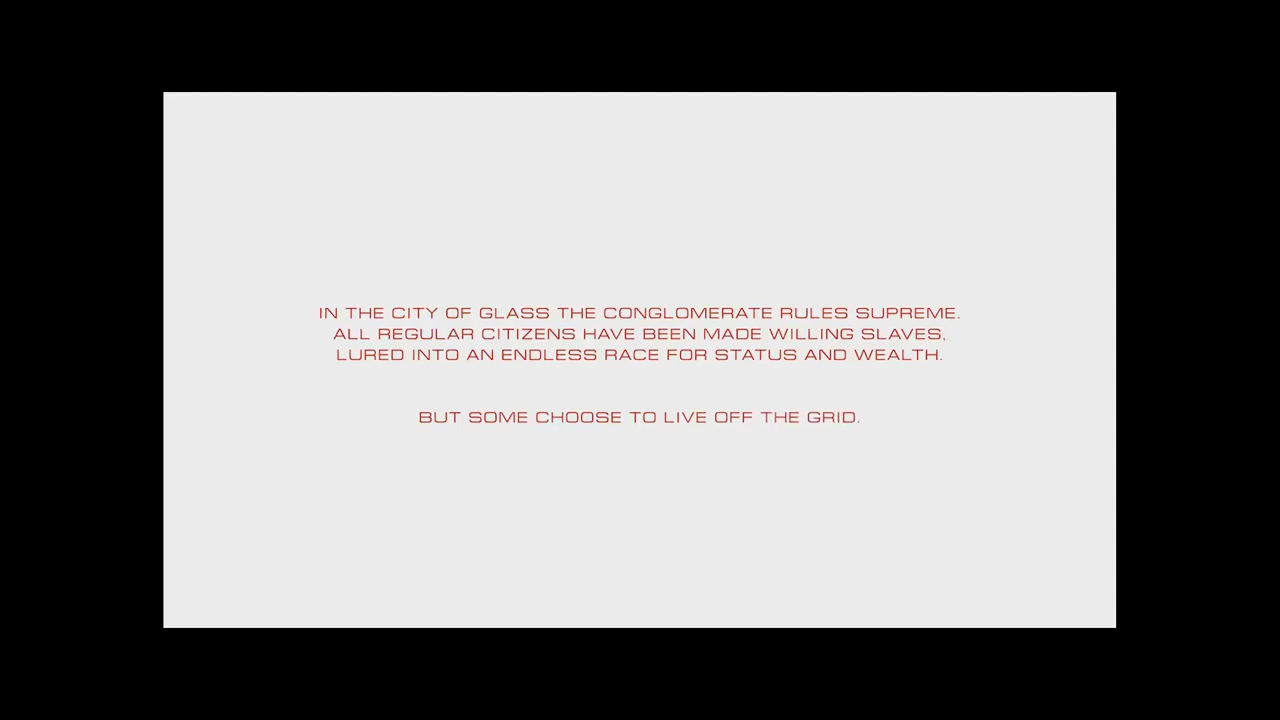 IN THE CITY OF GLASS THE CONGLOMERATE RULES SUPREME.
ALL REGULAR CITIZENS HAVE BEEN MADE WILLING SLAVES,
LURED INTO AN ENDLESS RACE FOR STATUS AND WEALTH.
BUT SOME CHOOSE TO LIVE OFF THE GRID.